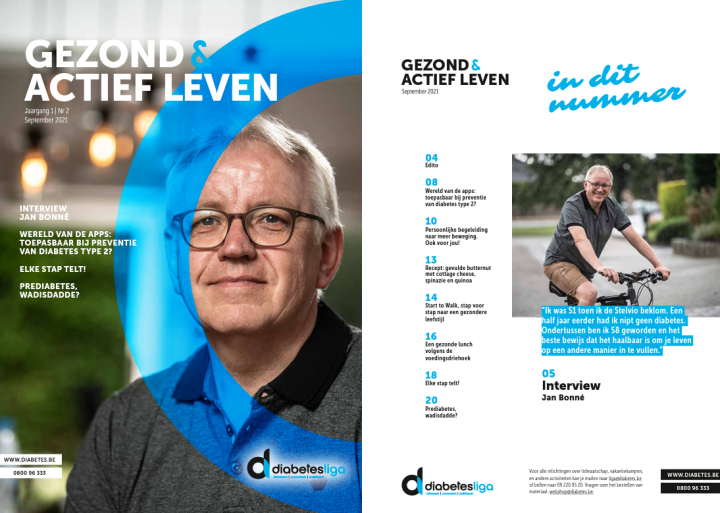 GEZOND &
ACTIEF LEVEN
Jaargang 1 | Nr 2
September 2021
INTERVIEW
JAN BONNÉ
WERELD VAN DE APPS:
TOEPASBAAR BIJ PREVENTIE
VAN DIABETES TYPE 2?
ELKE STAP TELT!
PREDIABETES,
WADISDADDE?
WWW.DIABETES.BE
0800 96 333
diabetesliga
GEZOND &
ACTIEF LEVEN
September 2021
in dit
nummer
04
Edito
08
Wereld van de apps:
toepasbaar bij preventie
van diabetes type 2?
10
Persoonlijke begeleiding
naar meer beweging.
Ook voor jou!
13
Recept: gevulde butternut
met cottage cheese,
spinazie en quinoa
14
Start to Walk, stap voor
stap naar een gezondere
leefstijl
16
Een gezonde lunch
volgens de
voedingsdriehoek
18
Elke stap telt!
20
Prediabetes,
wadisdadde?
"Ik was 51 toen ik de Stelvio beklom. Een
half jaar eerder had ik nipt geen diabetes.
Ondertussen ben ik 58 geworden en het
beste bewijs dat het haalbaar is om je leven
op een andere manier in te vullen."
05
Interview
Jan Bonné
diabetesliga
Voor alle inlichtingen over lidmaatschap, vakantiekampen,
en andere activiteiten kan je mailen naar liga@diabetes.be
of bellen naar 09 220 05 20. Vragen over het bestellen van
materiaal: webshop@diabetes.be
WWW.DIABETES.BE
0800 96 333